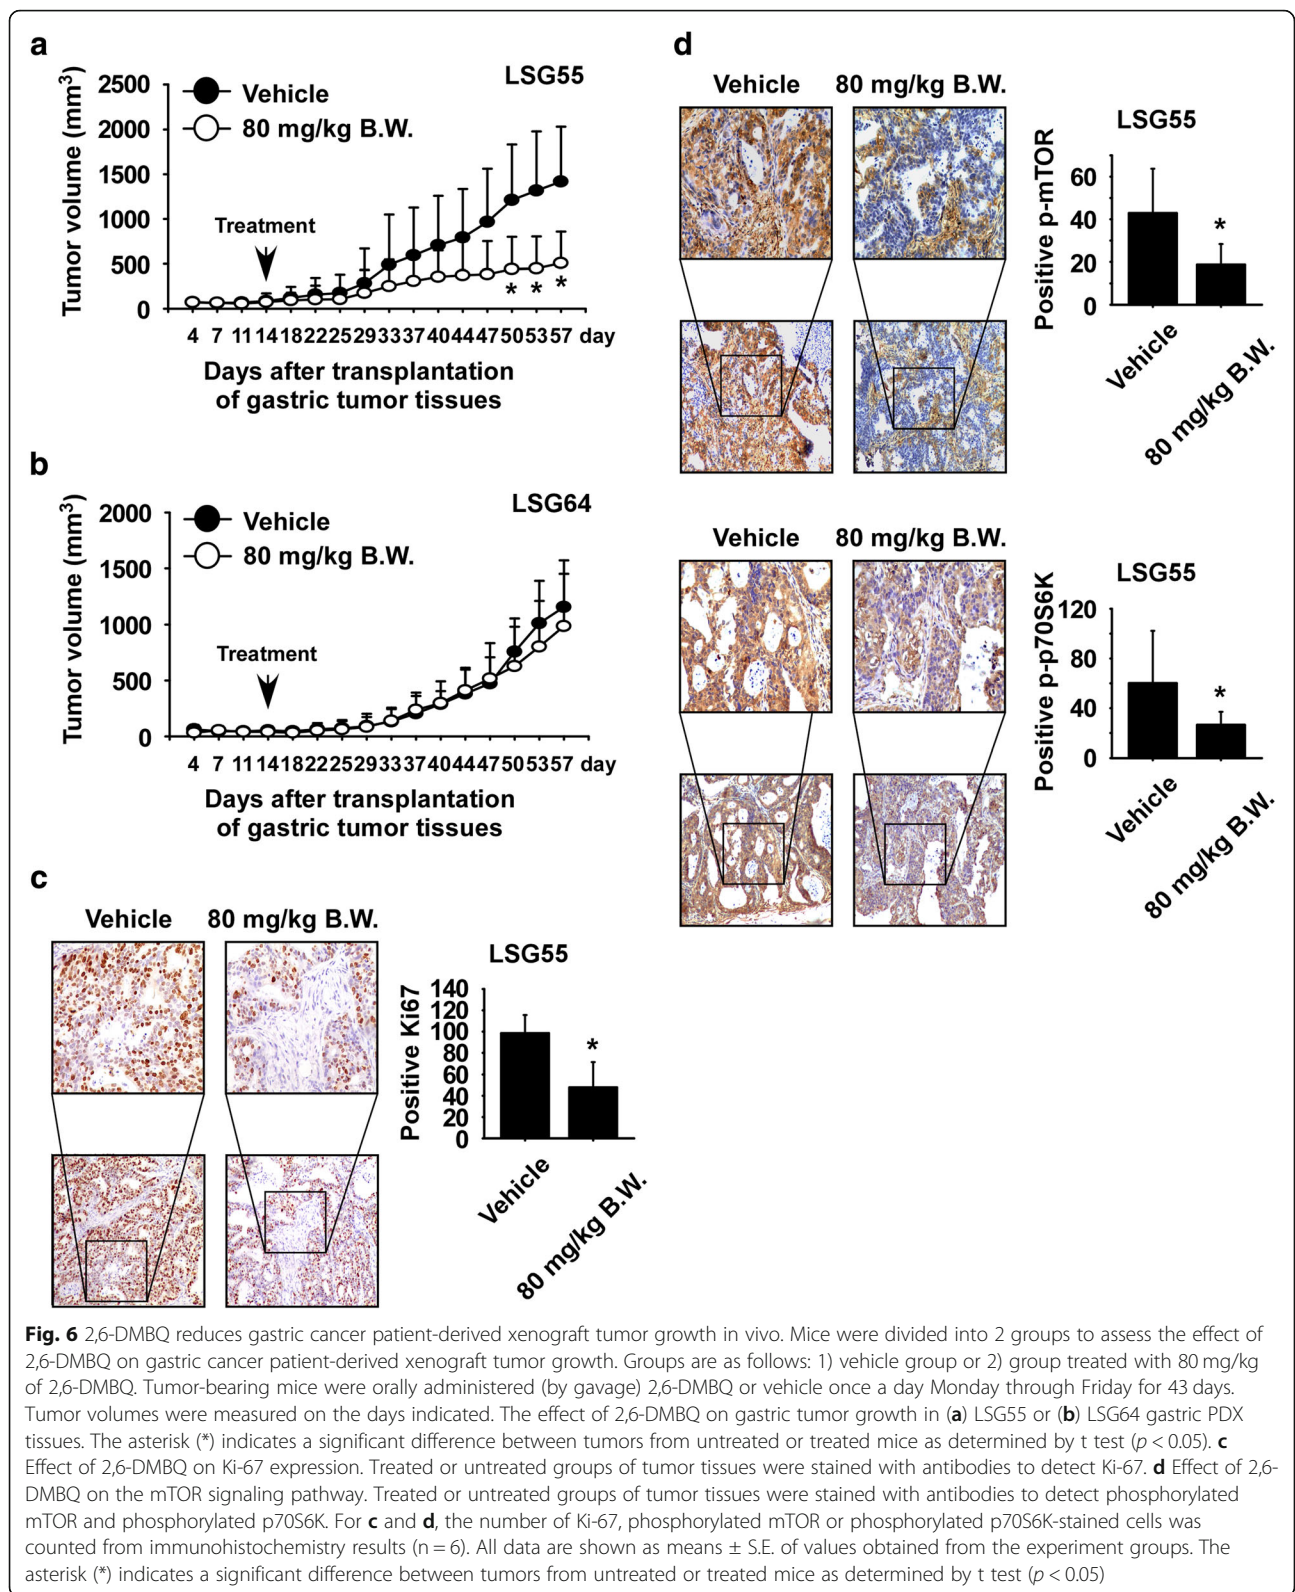 a
LSG55
Tumor volume (mm³)
2500
2000
1500
1000
500
0
Vehicle
80 mg/kg B.W.
Treatment
* * *
4 7 11 14 18 22 25 29 33 37 40 44 47 50 53 57 day
Days after transplantation
of gastric tumor tissues
b
LSG64
Tumor volume (mm³)
2000
1500
1000
500
0
Vehicle
80 mg/kg B.W.
Treatment
4 7 11 14 18 22 25 29 33 37 40 44 47 50 53 57 day
Days after transplantation
of gastric tumor tissues
c
Vehicle 80 mg/kg B.W.
LSG55
Positive Ki67
140
120
100
80
60
40
20
0
*
Vehicle
80 mg/kg B.W.
d
Vehicle 80 mg/kg B.W.
LSG55
Positive p-mTOR
60
40
20
0
*
Vehicle
80 mg/kg B.W.
Vehicle 80 mg/kg B.W.
LSG55
Positive p-p70S6K
120
80
40
0
*
Vehicle
80 mg/kg B.W.
Fig. 6 2,6-DMBQ reduces gastric cancer patient-derived xenograft tumor growth in vivo. Mice were divided into 2 groups to assess the effect of
2,6-DMBQ on gastric cancer patient-derived xenograft tumor growth. Groups are as follows: 1) vehicle group or 2) group treated with 80 mg/kg
of 2,6-DMBQ. Tumor-bearing mice were orally administered (by gavage) 2,6-DMBQ or vehicle once a day Monday through Friday for 43 days.
Tumor volumes were measured on the days indicated. The effect of 2,6-DMBQ on gastric tumor growth in (a) LSG55 or (b) LSG64 gastric PDX
tissues. The asterisk (*) indicates a significant difference between tumors from untreated or treated mice as determined by t test (p < 0.05). c
Effect of 2,6-DMBQ on Ki-67 expression. Treated or untreated groups of tumor tissues were stained with antibodies to detect Ki-67. d Effect of 2,6-
DMBQ on the mTOR signaling pathway. Treated or untreated groups of tumor tissues were stained with antibodies to detect phosphorylated
mTOR and phosphorylated p70S6K. For c and d, the number of Ki-67, phosphorylated mTOR or phosphorylated p70S6K-stained cells was
counted from immunohistochemistry results (n = 6). All data are shown as means ± S.E. of values obtained from the experiment groups. The
asterisk (*) indicates a significant difference between tumors from untreated or treated mice as determined by t test (p < 0.05)